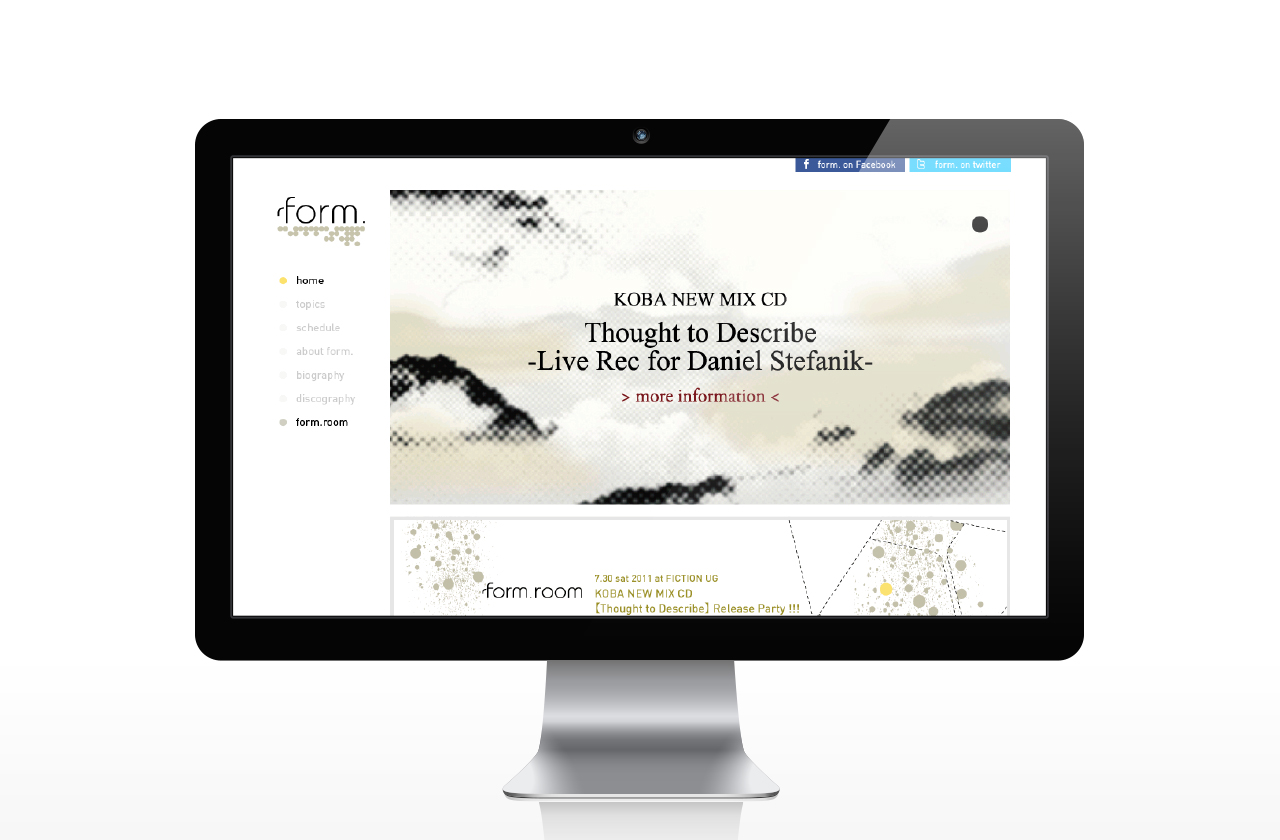 form. on Facebook
form. on twitter
form.
home
topics
schedule
about form.
biography
discography
form.room
KOBA NEW MIX CD
Thought to Describe
-Live Rec for Daniel Stefanik-
> more information <
form.room
7.30 sat 2011 at FICTION UG
KOBA NEW MIX CD
【Thought to Describe】 Release Party !!!